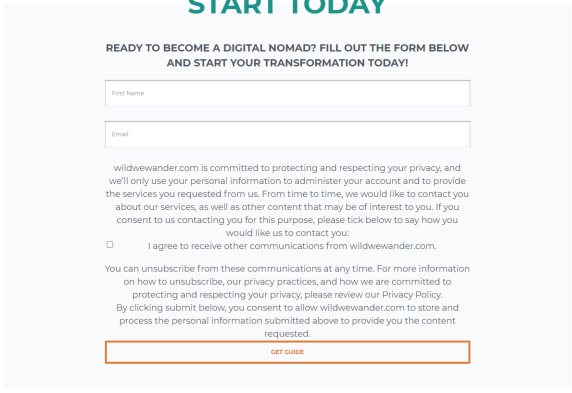 START TODAY
READY TO BECOME A DIGITAL NOMAD? FILL OUT THE FORM BELOW
AND START YOUR TRANSFORMATION TODAY!
First Name
Email
wildwewander.com is committed to protecting and respecting your privacy, and
we'll only use your personal information to administer your account and to provide
the services you requested from us. From time to time, we would like to contact you
about our services, as well as other content that may be of interest to you. If you
consent to us contacting you for this purpose, please tick below to say how you
would like us to contact you:
I agree to receive other communications from wildwewander.com.
You can unsubscribe from these communications at any time. For more information
on how to unsubscribe, our privacy practices, and how we are committed to
protecting and respecting your privacy, please review our Privacy Policy.
By clicking submit below, you consent to allow wildwewander.com to store and
process the personal information submitted above to provide you the content
requested.
GET GUIDE